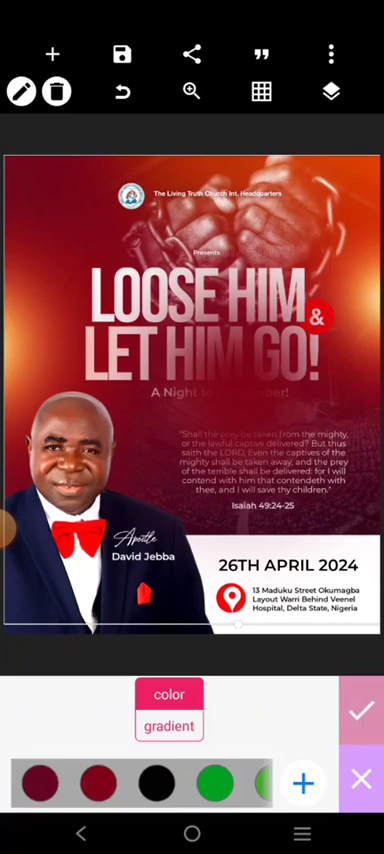 The Living Truth Church Int. Headquarters
Presents
LOOSE HIM
&
LET HIM GO!
A Night to Remember!
"Shall the prey be taken from the mighty,
or the lawful captive delivered? But thus
saith the LORD, Even the captives of the
mighty shall be taken away, and the prey
of the terrible shall be delivered: for I will
contend with him that contendeth with
thee, and I will save thy children."
Isaiah 49:24-25
Apostle
David Jebba
26TH APRIL 2024
13 Maduku Street Okumagba
Layout Warri Behind Veenel
Hospital, Delta State, Nigeria
color
gradient